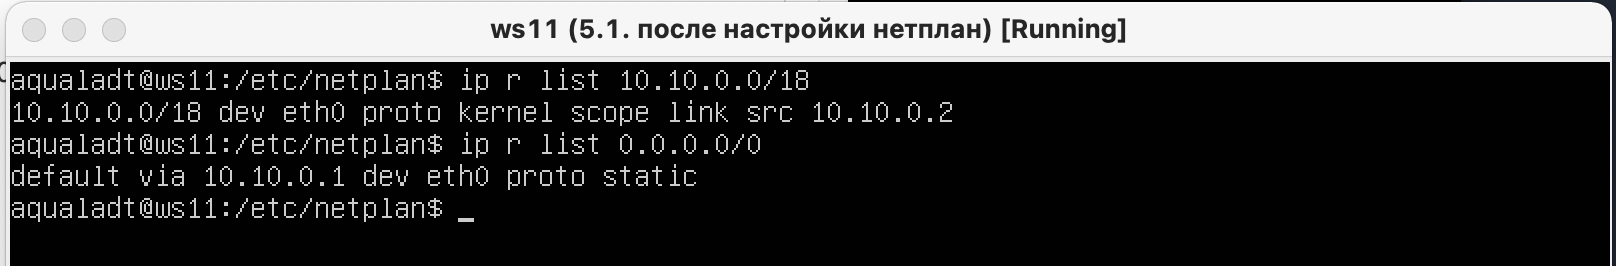 ws11 (5.1. после настройки нетплан) [Running]
aqualadt@ws11:/etc/netplan$ ip r list 10.10.0.0/18
10.10.0.0/18 dev eth0 proto kernel scope link src 10.10.0.2
aqualadt@ws11:/etc/netplan$ ip r list 0.0.0.0/0
default via 10.10.0.1 dev eth0 proto static
aqualadt@ws11:/etc/netplan$ _